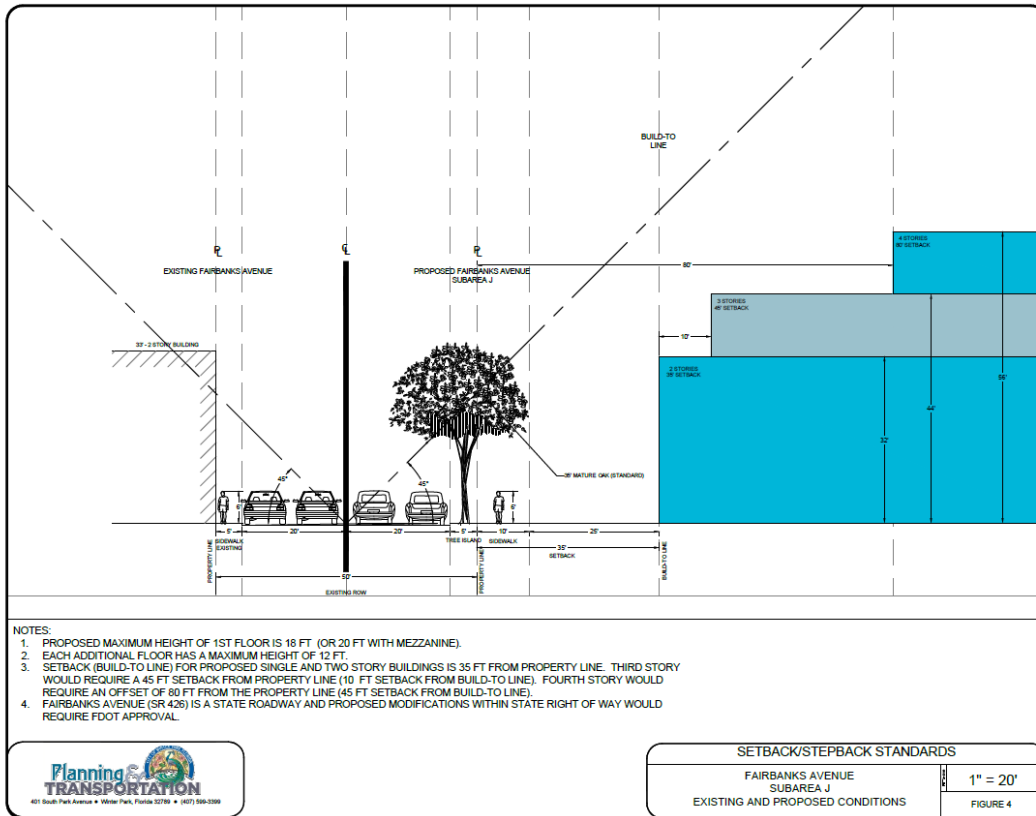 BUILD-TO
LINE
PL
CL
PL
EXISTING FAIRBANKS AVENUE
PROPOSED FAIRBANKS AVENUE
SUBAREA J
4 STORIES
80' SETBACK
80'
3 STORIES
45' SETBACK
10'
33' - 2 STORY BUILDING
2 STORIES
35' SETBACK
56'
44'
32'
36' MATURE OAK (STANDARD)
45°
45°
6'
6'
5'
20'
20'
5'
10'
25'
SIDEWALK
EXISTING
TREE ISLAND
SIDEWALK
35'
SETBACK
PROPERTY LINE
PROPERTY LINE
BUILD-TO LINE
50'
EXISTING ROW
NOTES:
1. PROPOSED MAXIMUM HEIGHT OF 1ST FLOOR IS 18 FT (OR 20 FT WITH MEZZANINE).
2. EACH ADDITIONAL FLOOR HAS A MAXIMUM HEIGHT OF 12 FT.
3. SETBACK (BUILD-TO LINE) FOR PROPOSED SINGLE AND TWO STORY BUILDINGS IS 35 FT FROM PROPERTY LINE. THIRD STORY
WOULD REQUIRE A 45 FT SETBACK FROM PROPERTY LINE (10 FT SETBACK FROM BUILD-TO LINE). FOURTH STORY WOULD
REQUIRE AN OFFSET OF 80 FT FROM THE PROPERTY LINE (45 FT SETBACK FROM BUILD-TO LINE).
4. FAIRBANKS AVENUE (SR 426) IS A STATE ROADWAY AND PROPOSED MODIFICATIONS WITHIN STATE RIGHT OF WAY WOULD
REQUIRE FDOT APPROVAL.
Planning &
TRANSPORTATION
401 South Park Avenue • Winter Park, Florida 32789 • (407) 599-3399
SETBACK/STEPBACK STANDARDS
FAIRBANKS AVENUE
SUBAREA J
EXISTING AND PROPOSED CONDITIONS
1" = 20'
FIGURE 4